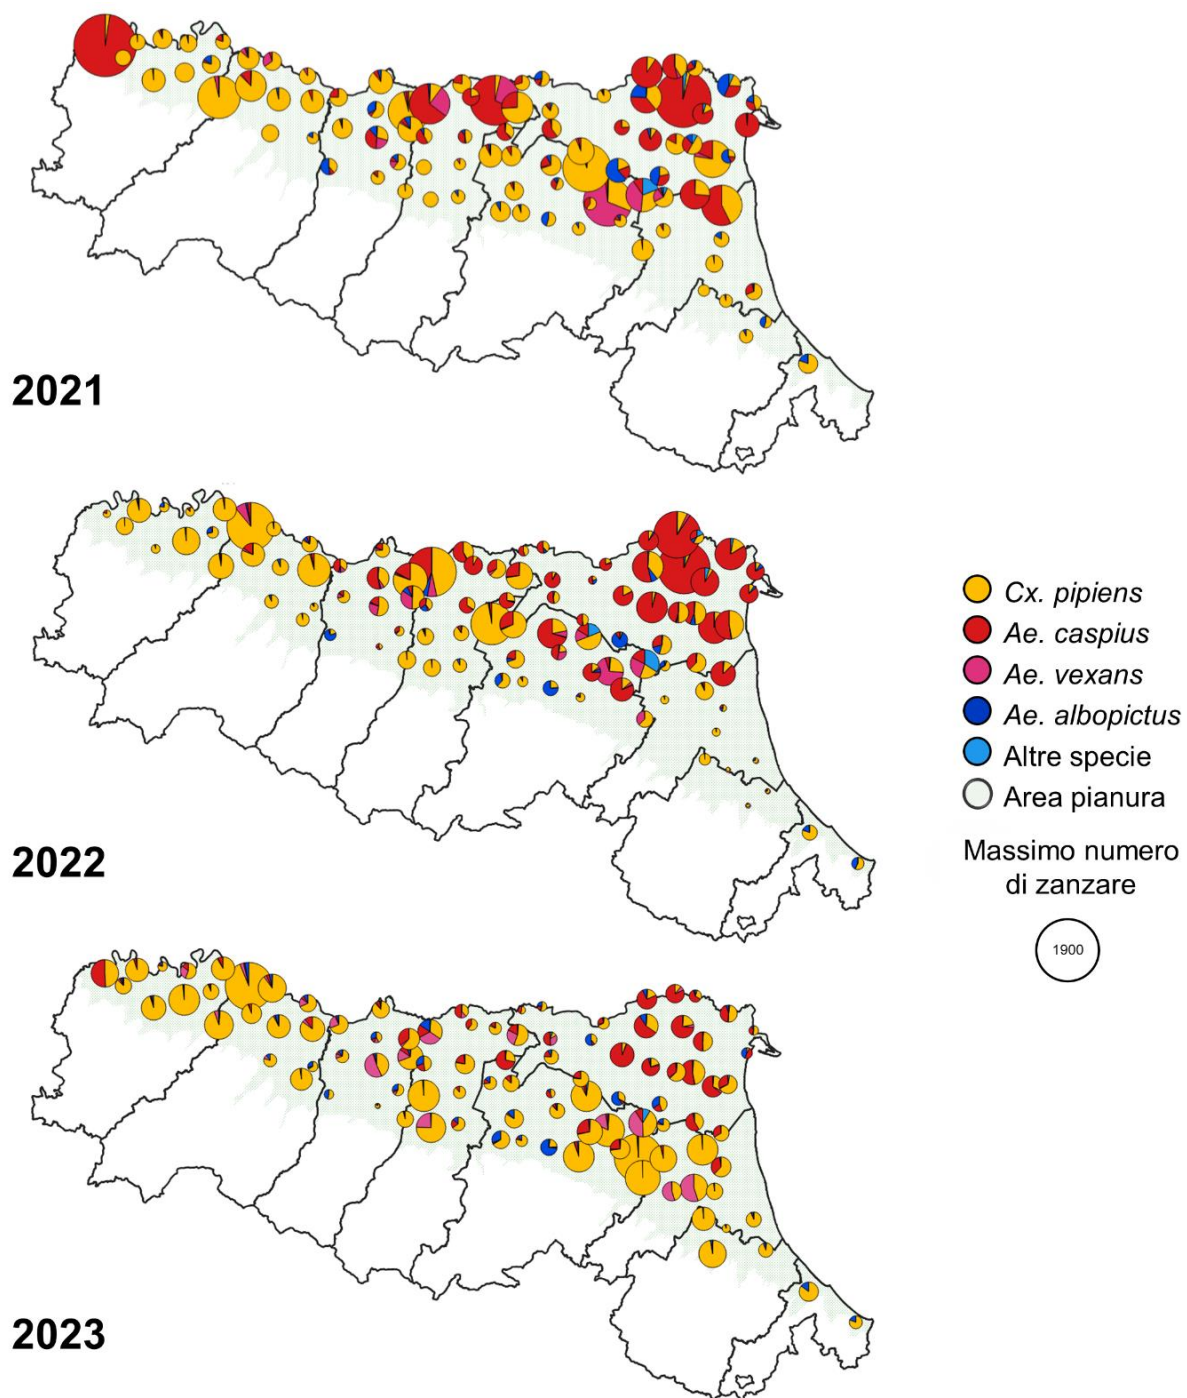 2021
2022
2023
Cx. pipiens
Ae. caspius
Ae. vexans
Ae. albopictus
Altre specie
Area pianura
Massimo numero
di zanzare
1900